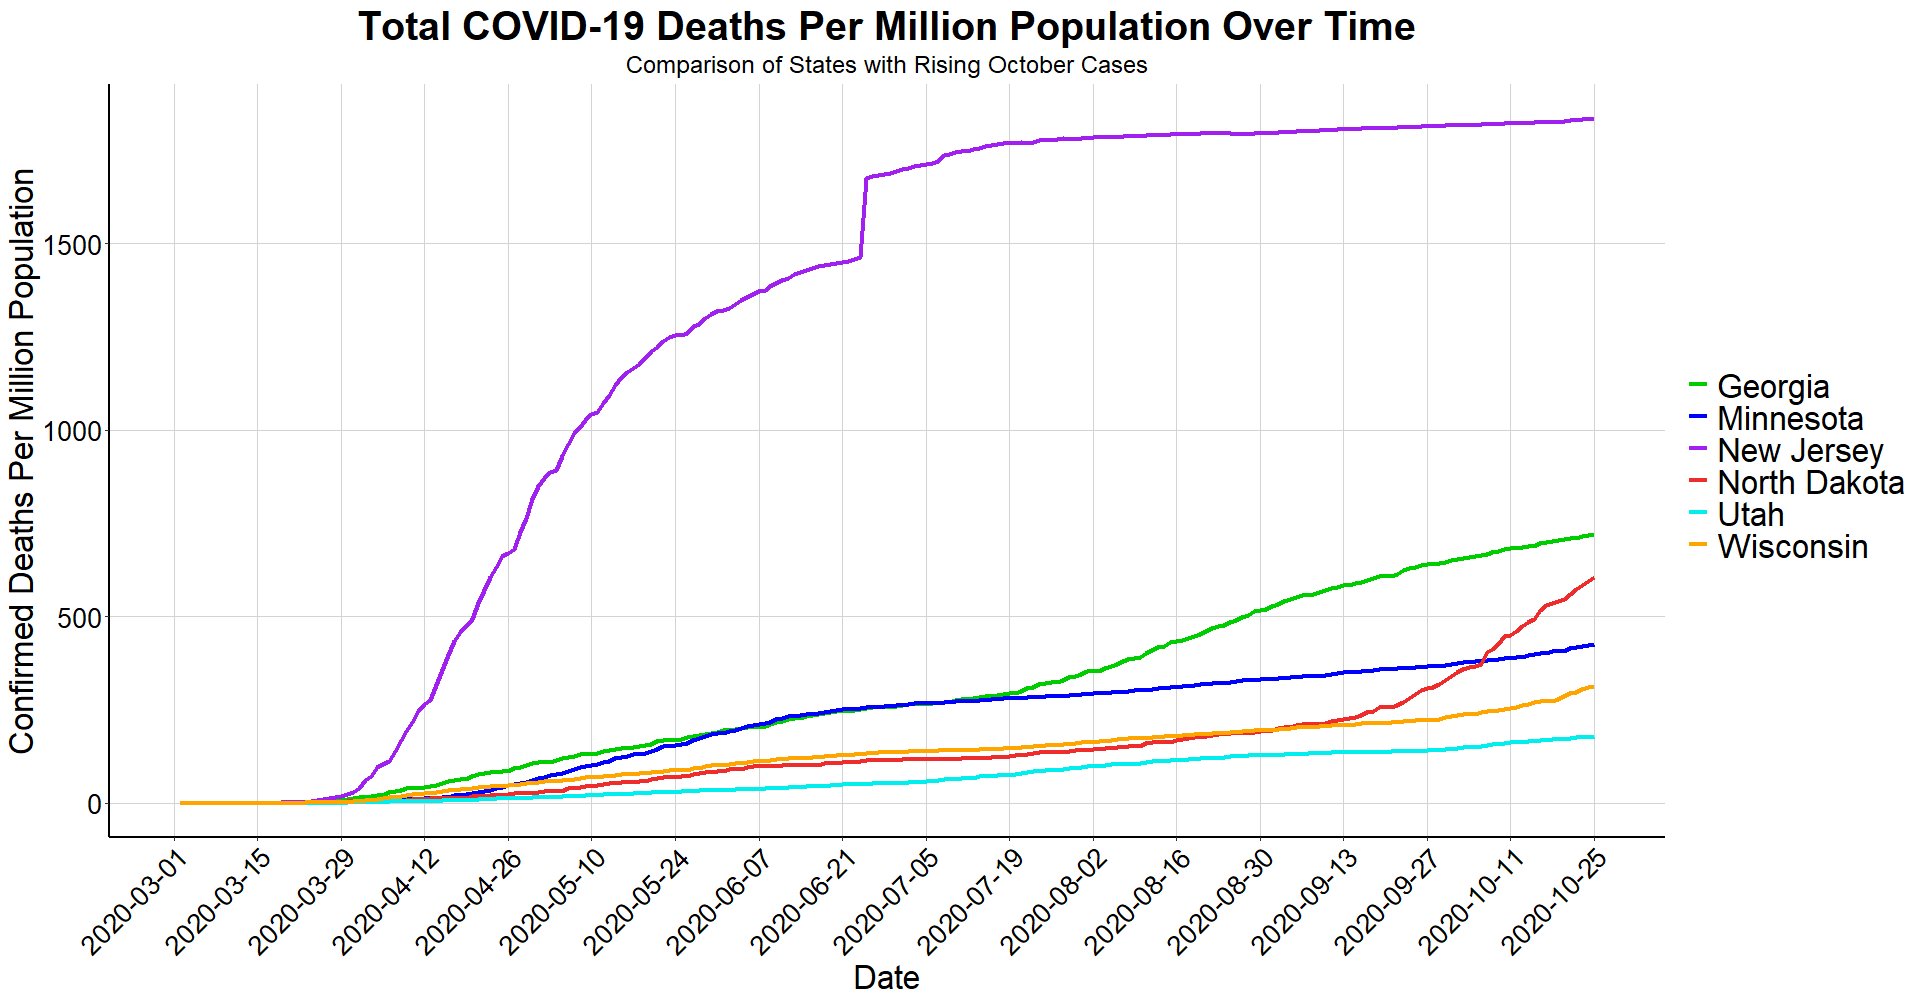 Total COVID-19 Deaths Per Million Population Over Time
Comparison of States with Rising October Cases
Confirmed Deaths Per Million Population
1500
1000
500
0
2020-03-01
2020-03-15
2020-03-29
2020-04-12
2020-04-26
2020-05-10
2020-05-24
2020-06-07
2020-06-21
2020-07-05
2020-07-19
2020-08-02
2020-08-16
2020-08-30
2020-09-13
2020-09-27
2020-10-11
2020-10-25
Date
Georgia
Minnesota
New Jersey
North Dakota
Utah
Wisconsin